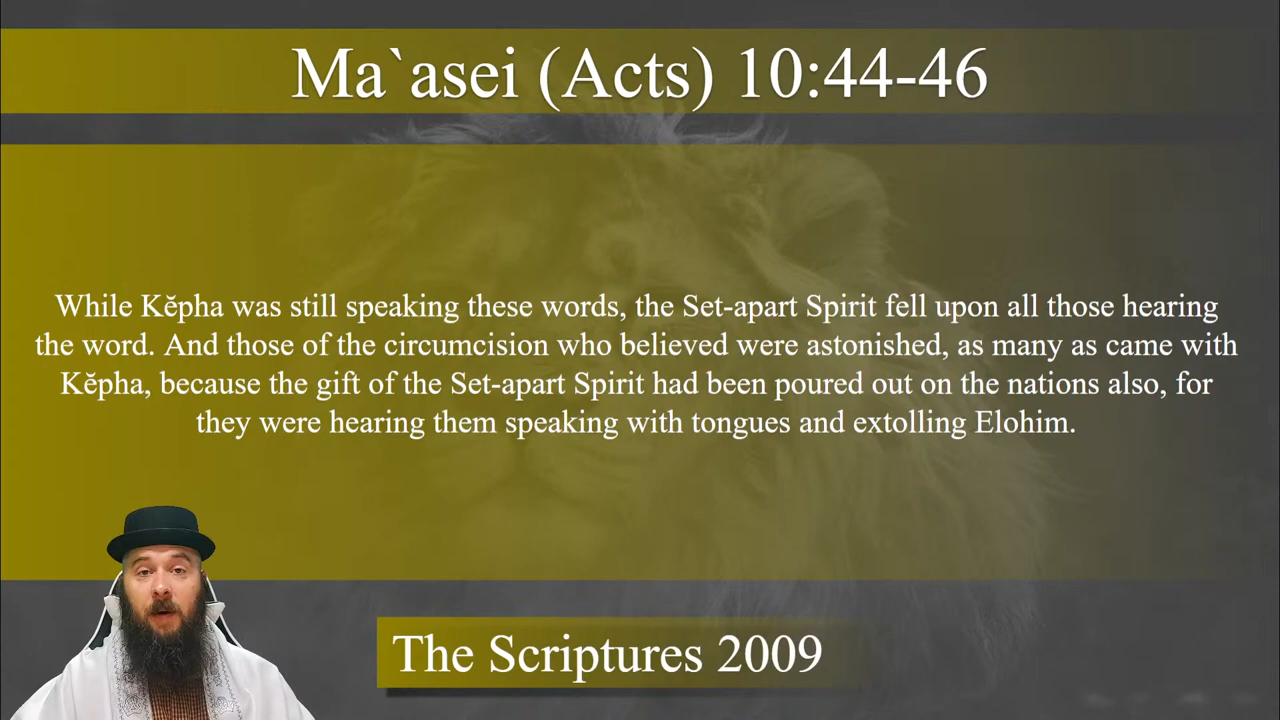 Ma`asei (Acts) 10:44-46
While Kĕpha was still speaking these words, the Set-apart Spirit fell upon all those hearing
the word. And those of the circumcision who believed were astonished, as many as came with
Kĕpha, because the gift of the Set-apart Spirit had been poured out on the nations also, for
they were hearing them speaking with tongues and extolling Elohim.
The Scriptures 2009